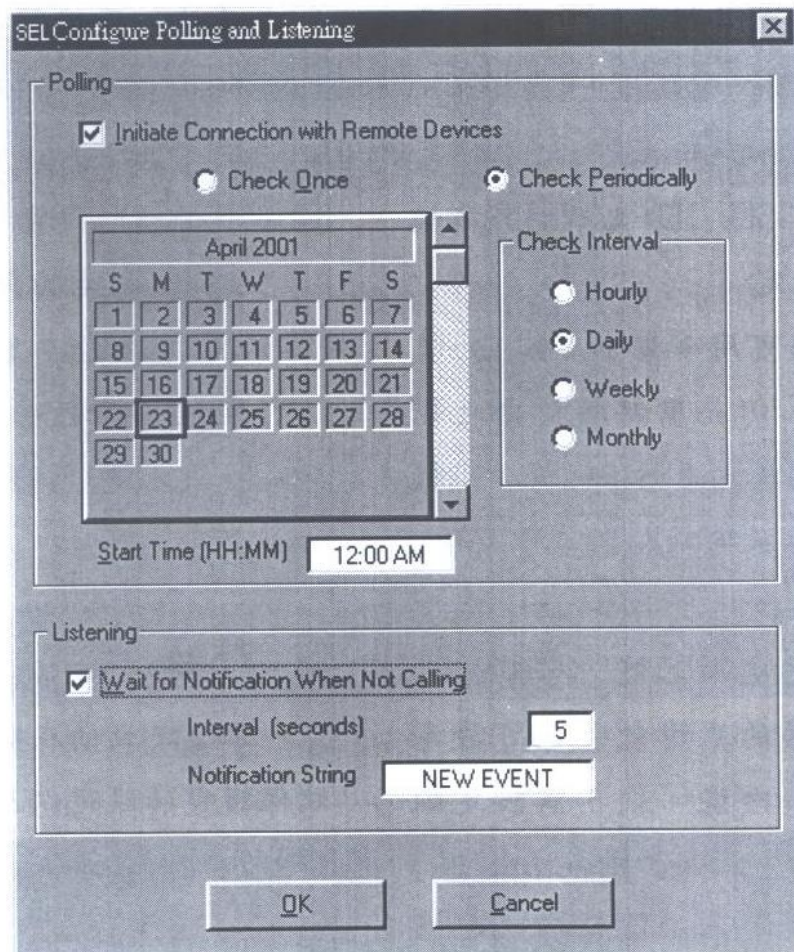 SEL Configure Polling and Listening
Polling
Initiate Connection with Remote Devices
Check Once
Check Periodically
April 2001
S M T W T F S
1 2 3 4 5 6 7
8 9 10 11 12 13 14
15 16 17 18 19 20 21
22 23 24 25 26 27 28
29 30
Check Interval
Hourly
Daily
Weekly
Monthly
Start Time (HH:MM) 12:00 AM
Listening
Wait for Notification When Not Calling
Interval (seconds) 5
Notification String NEW EVENT
OK Cancel